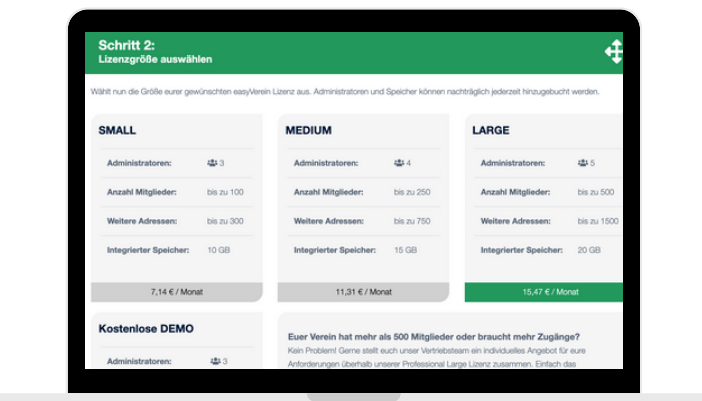 Schritt 2:
Lizenzgröße auswählen
Wählt nun die Größe eurer gewünschten easyVerein Lizenz aus. Administratoren und Speicher können nachträglich jederzeit hinzugebucht werden.
SMALL
Administratoren: 3
Anzahl Mitglieder: bis zu 100
Weitere Adressen: bis zu 300
Integrierter Speicher: 10 GB
7,14 € / Monat
MEDIUM
Administratoren: 4
Anzahl Mitglieder: bis zu 250
Weitere Adressen: bis zu 750
Integrierter Speicher: 15 GB
11,31 € / Monat
LARGE
Administratoren: 5
Anzahl Mitglieder: bis zu 500
Weitere Adressen: bis zu 1500
Integrierter Speicher: 20 GB
15,47 € / Monat
Kostenlose DEMO
Administratoren: 3
Euer Verein hat mehr als 500 Mitglieder oder braucht mehr Zugänge?
Kein Problem! Gerne stellt euch unser Vertriebsteam ein individuelles Angebot für eure
Anforderungen überhalb unserer Professional Large Lizenz zusammen. Einfach das